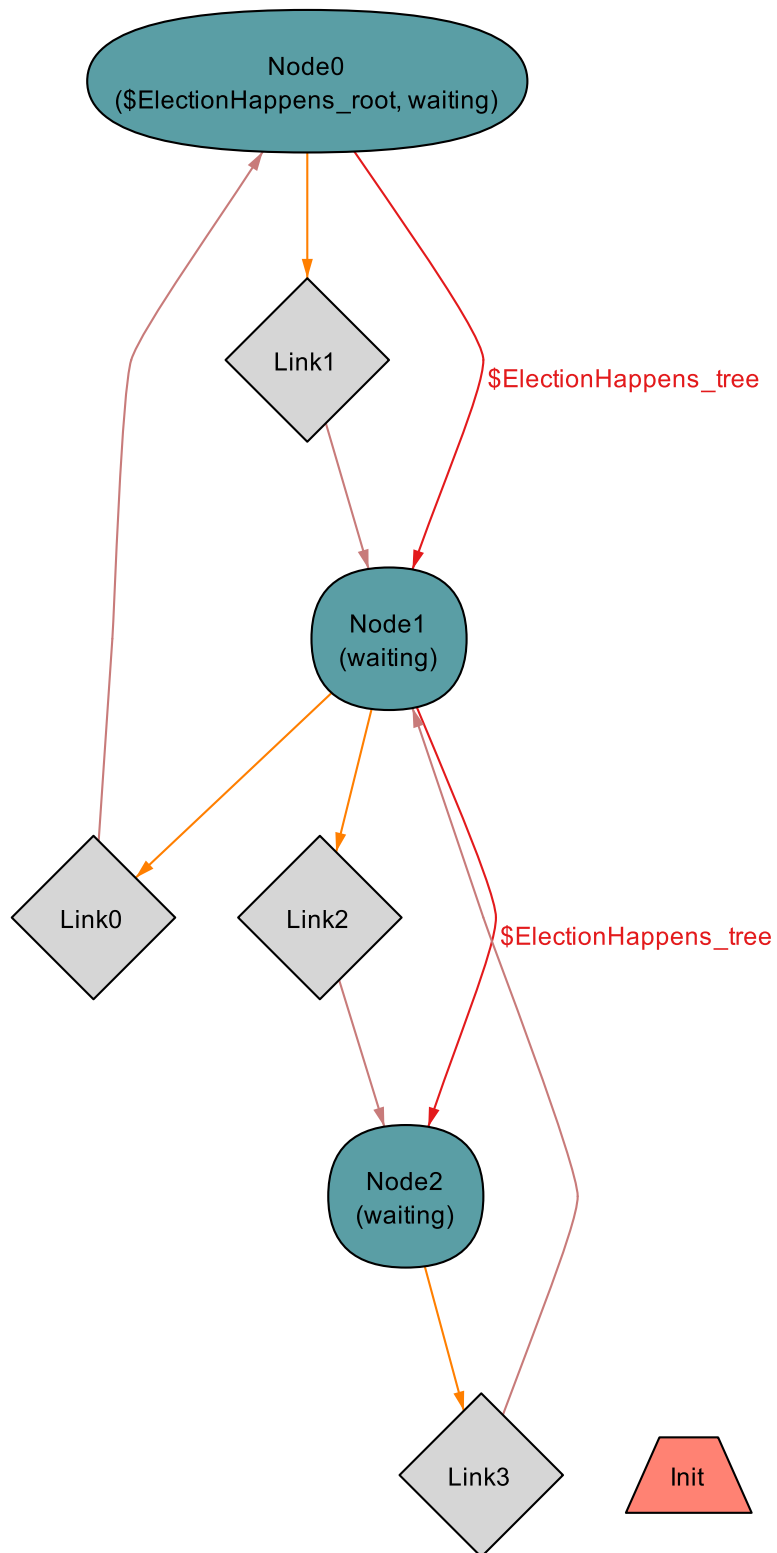 Node0
($ElectionHappens_root, waiting)
Link1
$ElectionHappens_tree
Node1
(waiting)
Link0
Link2
$ElectionHappens_tree
Node2
(waiting)
Link3
Init